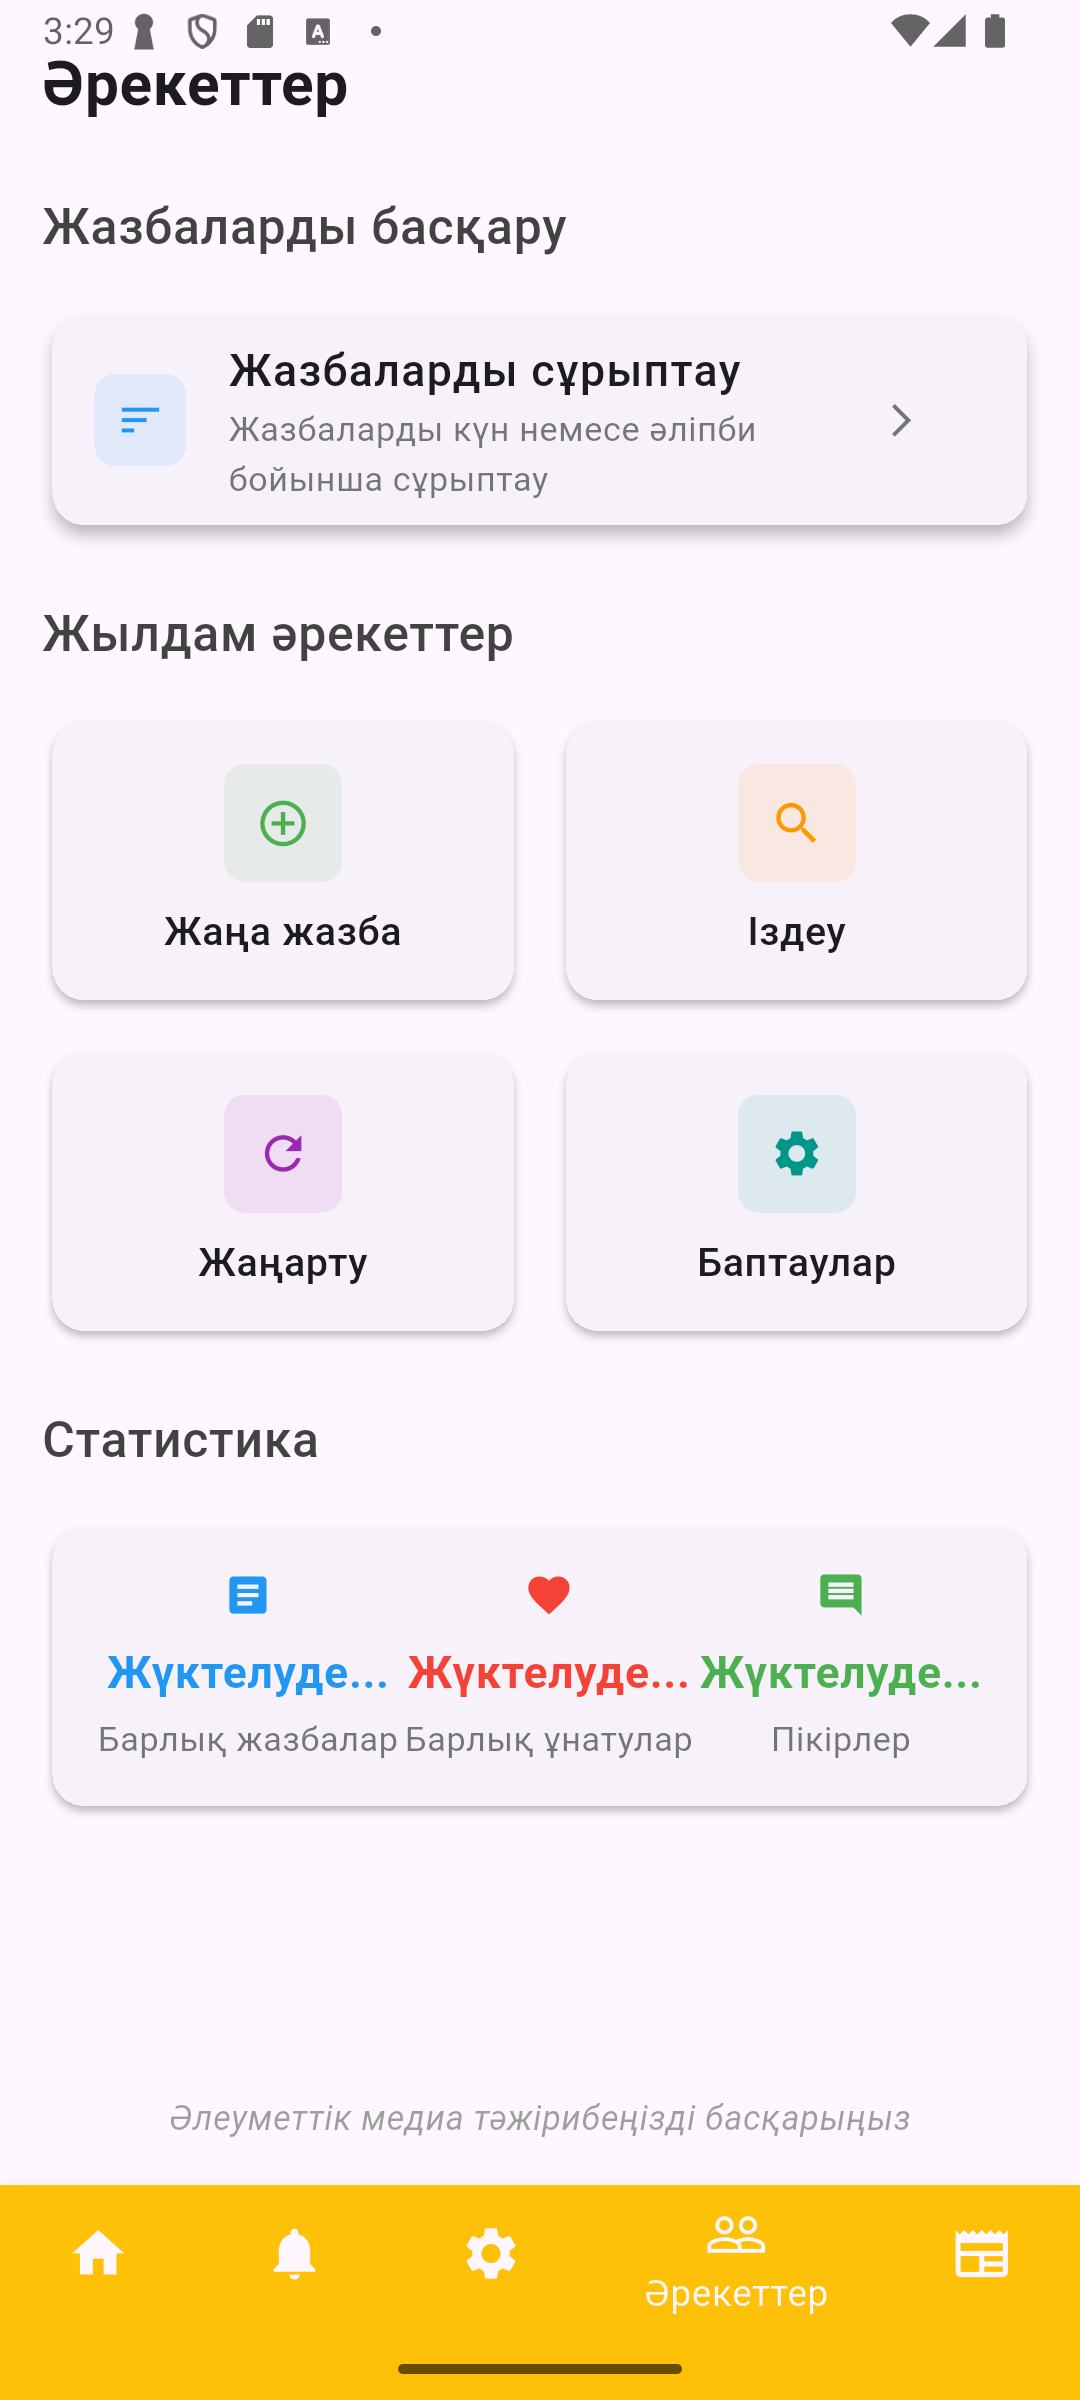 3:29
Әрекеттер
Жазбаларды басқару
Жазбаларды сұрыптау
Жазбаларды күн немесе әліпби
бойынша сұрыптау
Жылдам әрекеттер
Жаңа жазба
Іздеу
Жаңарту
Баптаулар
Статистика
Жүктелуде... Жүктелуде... Жүктелуде...
Барлық жазбалар Барлық ұнатулар Пікірлер
Әлеуметтік медиа тәжірибеңізді басқарыңыз
Әрекеттер